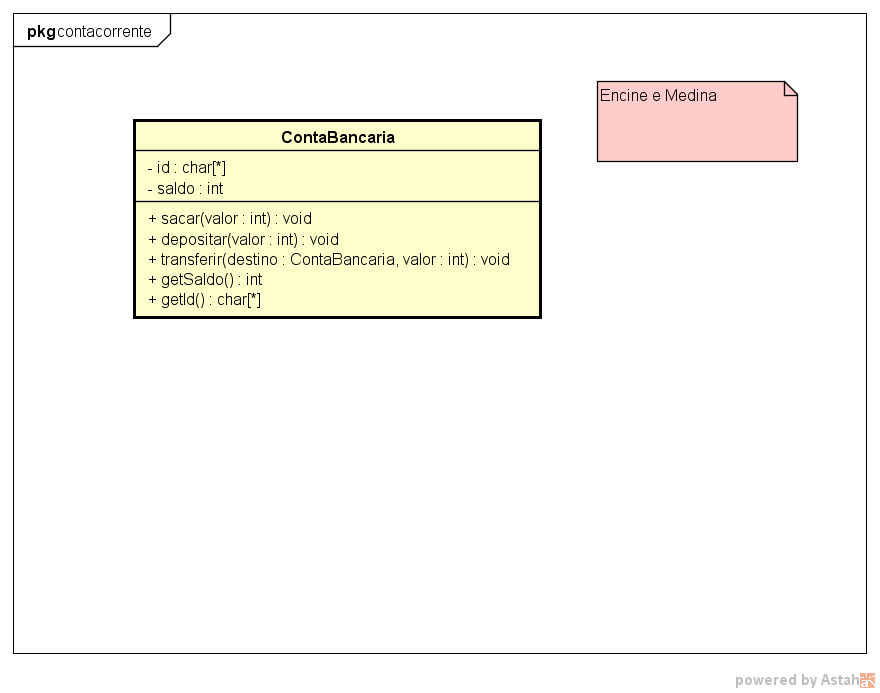 pkg contacorrente
Encine e Medina
ContaBancaria
- id : char[*]
- saldo : int
+ sacar(valor : int) : void
+ depositar(valor : int) : void
+ transferir(destino : ContaBancaria, valor : int) : void
+ getSaldo() : int
+ getId() : char[*]
powered by Astah